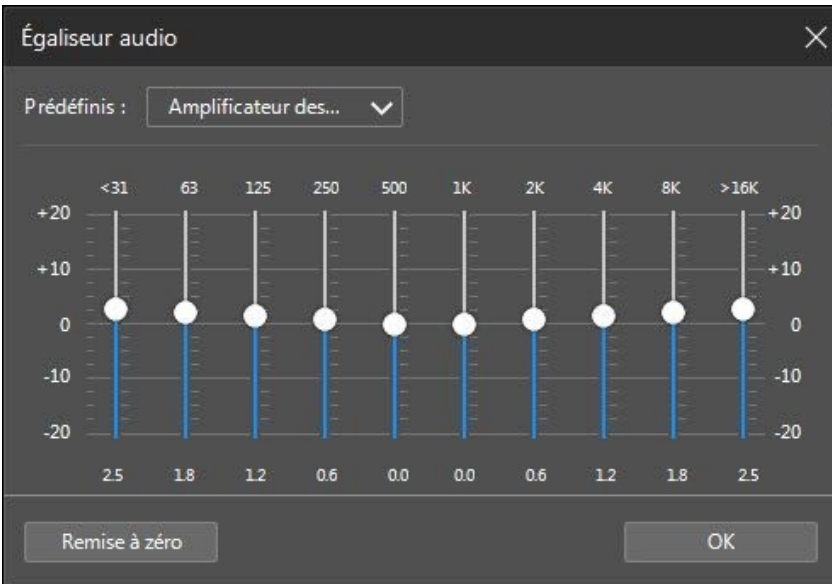 Égaliseur audio
Prédéfinis : Amplificateur des...
<31 63 125 250 500 1K 2K 4K 8K >16K
+20 +20
+10 +10
0 0
-10 -10
-20 -20
2.5 1.8 1.2 0.6 0.0 0.0 0.6 1.2 1.8 2.5
Remise à zéro OK